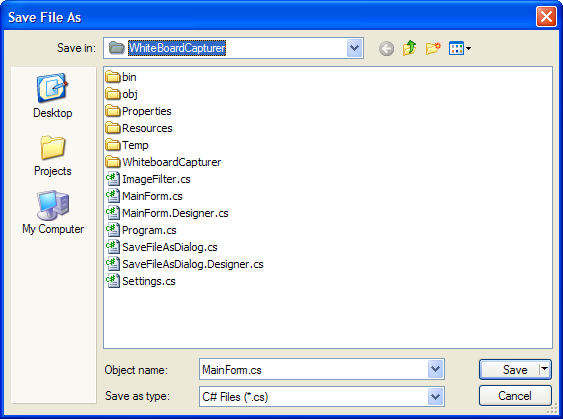 Save File As
Save in:
WhiteBoardCapturer
Desktop
Projects
My Computer
bin
obj
Properties
Resources
Temp
WhiteboardCapturer
ImageFilter.cs
MainForm.cs
MainForm.Designer.cs
Program.cs
SaveFileAsDialog.cs
SaveFileAsDialog.Designer.cs
Settings.cs
Object name:
MainForm.cs
Save
Save as type:
C# Files (*.cs)
Cancel